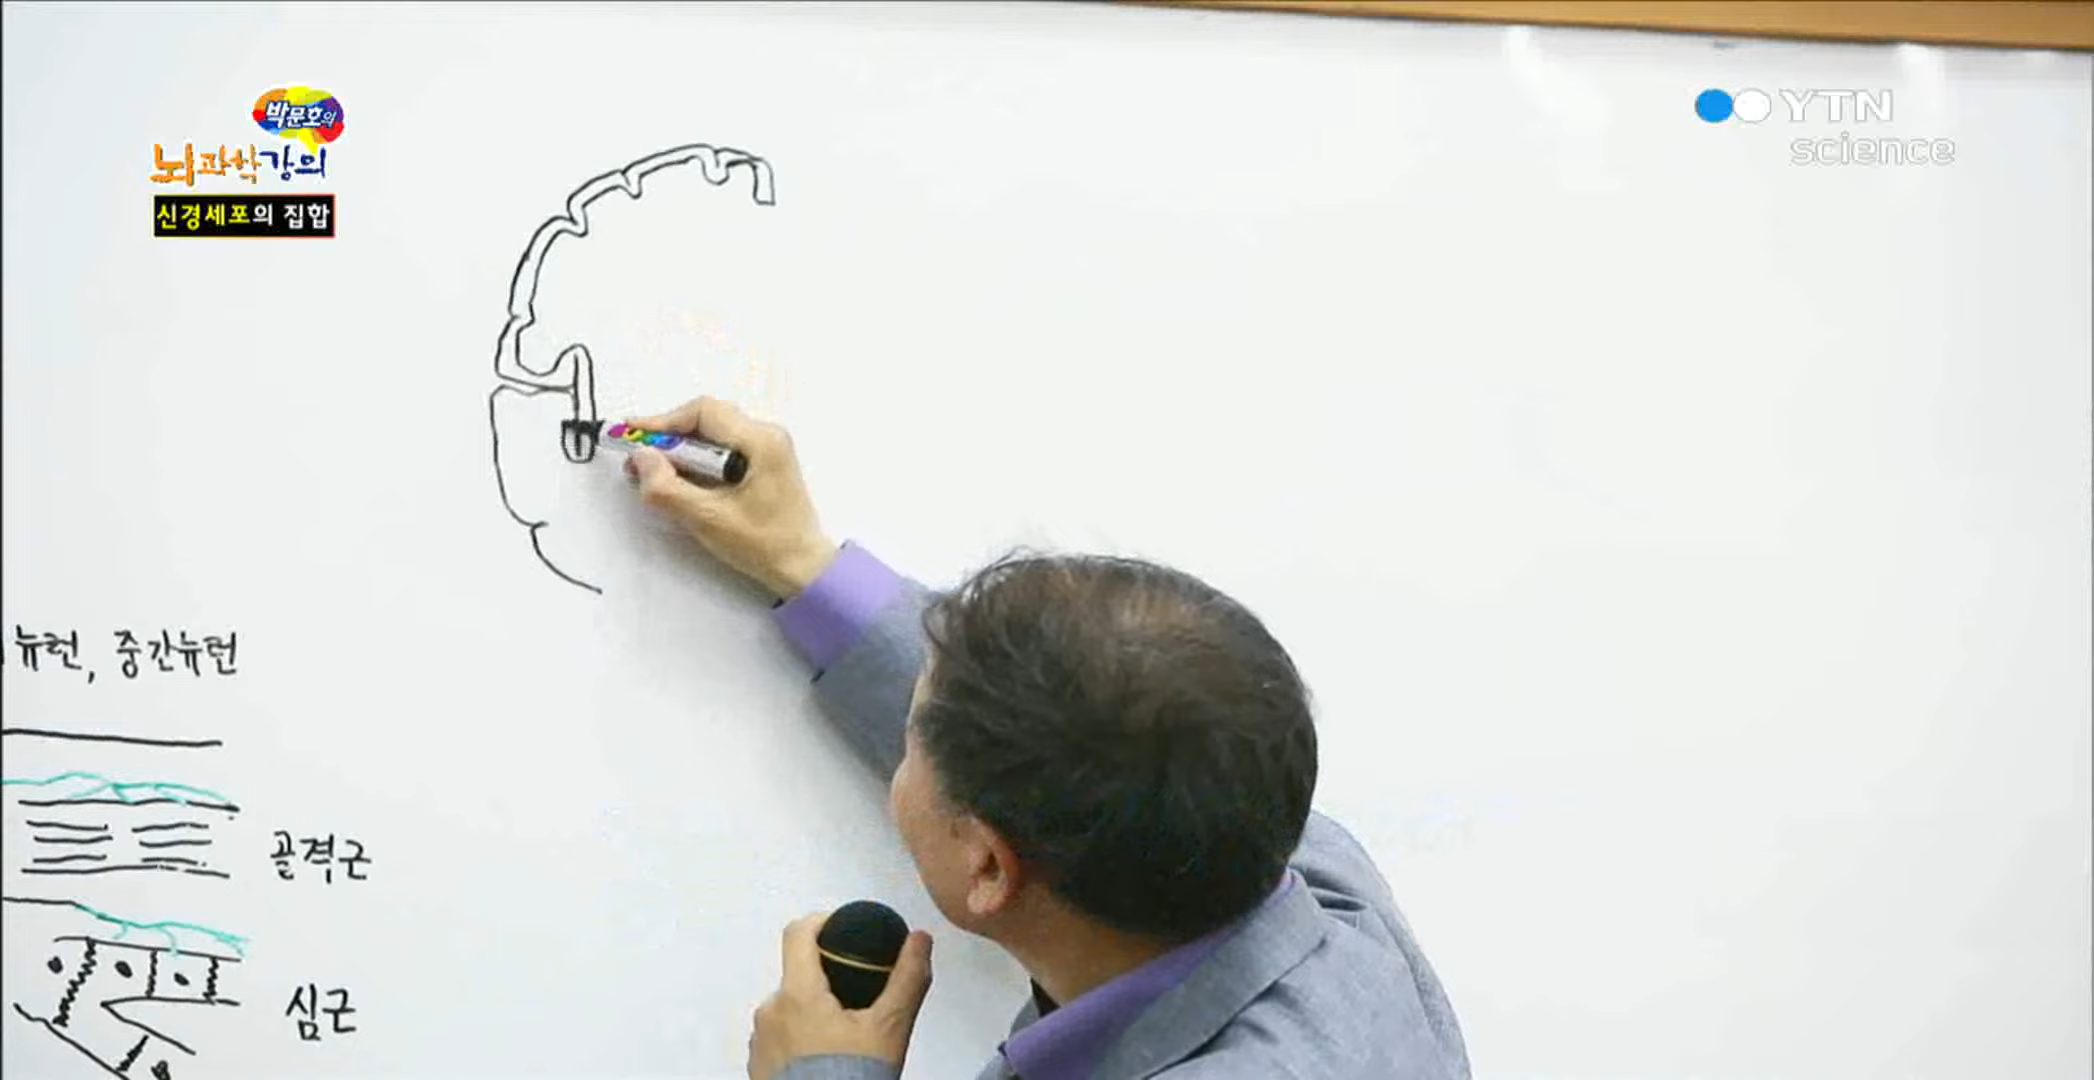 박문호의
뇌과학강의
신경세포의 집합
YTN
science
뉴런, 중간뉴런
골격근
심근